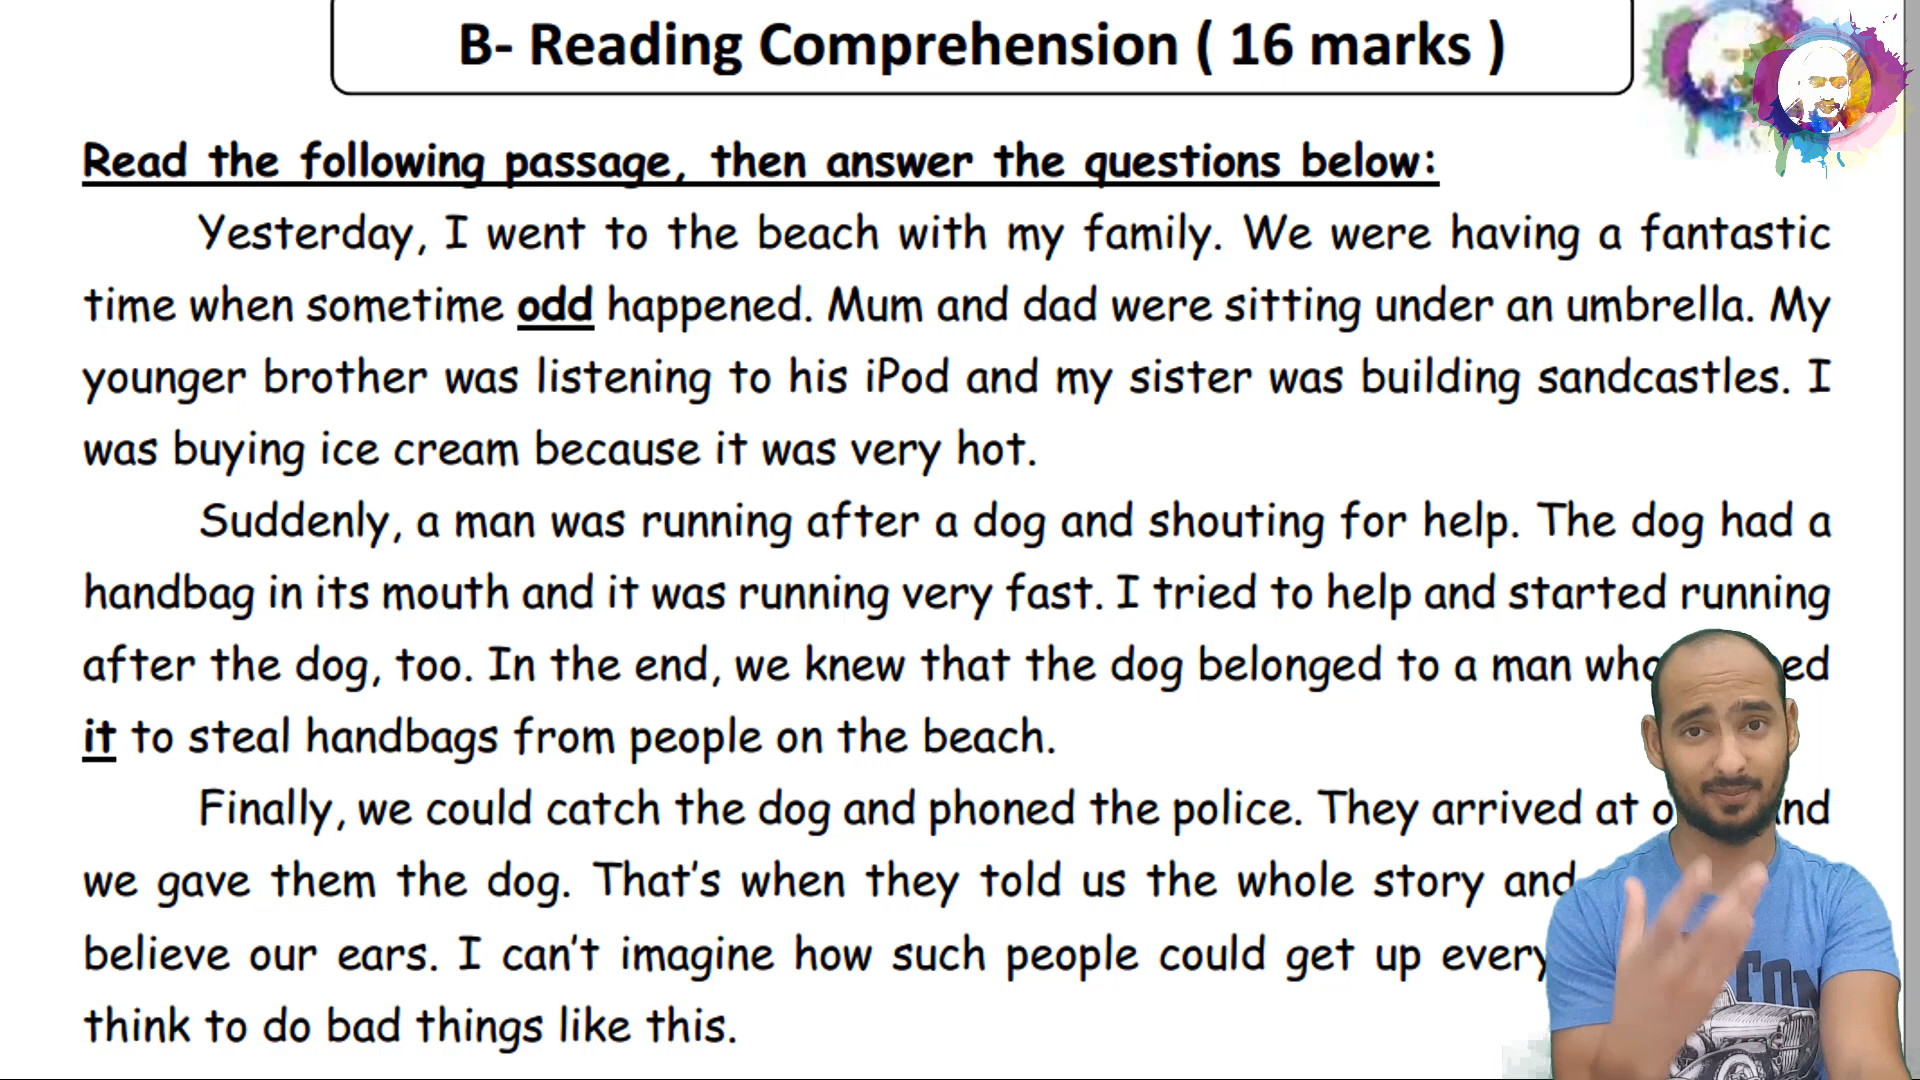 B- Reading Comprehension ( 16 marks )
Read the following passage, then answer the questions below:
Yesterday, I went to the beach with my family. We were having a fantastic
time when sometime odd happened. Mum and dad were sitting under an umbrella. My
younger brother was listening to his iPod and my sister was building sandcastles. I
was buying ice cream because it was very hot.
Suddenly, a man was running after a dog and shouting for help. The dog had a
handbag in its mouth and it was running very fast. I tried to help and started running
after the dog, too. In the end, we knew that the dog belonged to a man who
it to steal handbags from people on the beach.
Finally, we could catch the dog and phoned the police. They arrived at
we gave them the dog. That's when they told us the whole story and
believe our ears. I can't imagine how such people could get up every
think to do bad things like this.